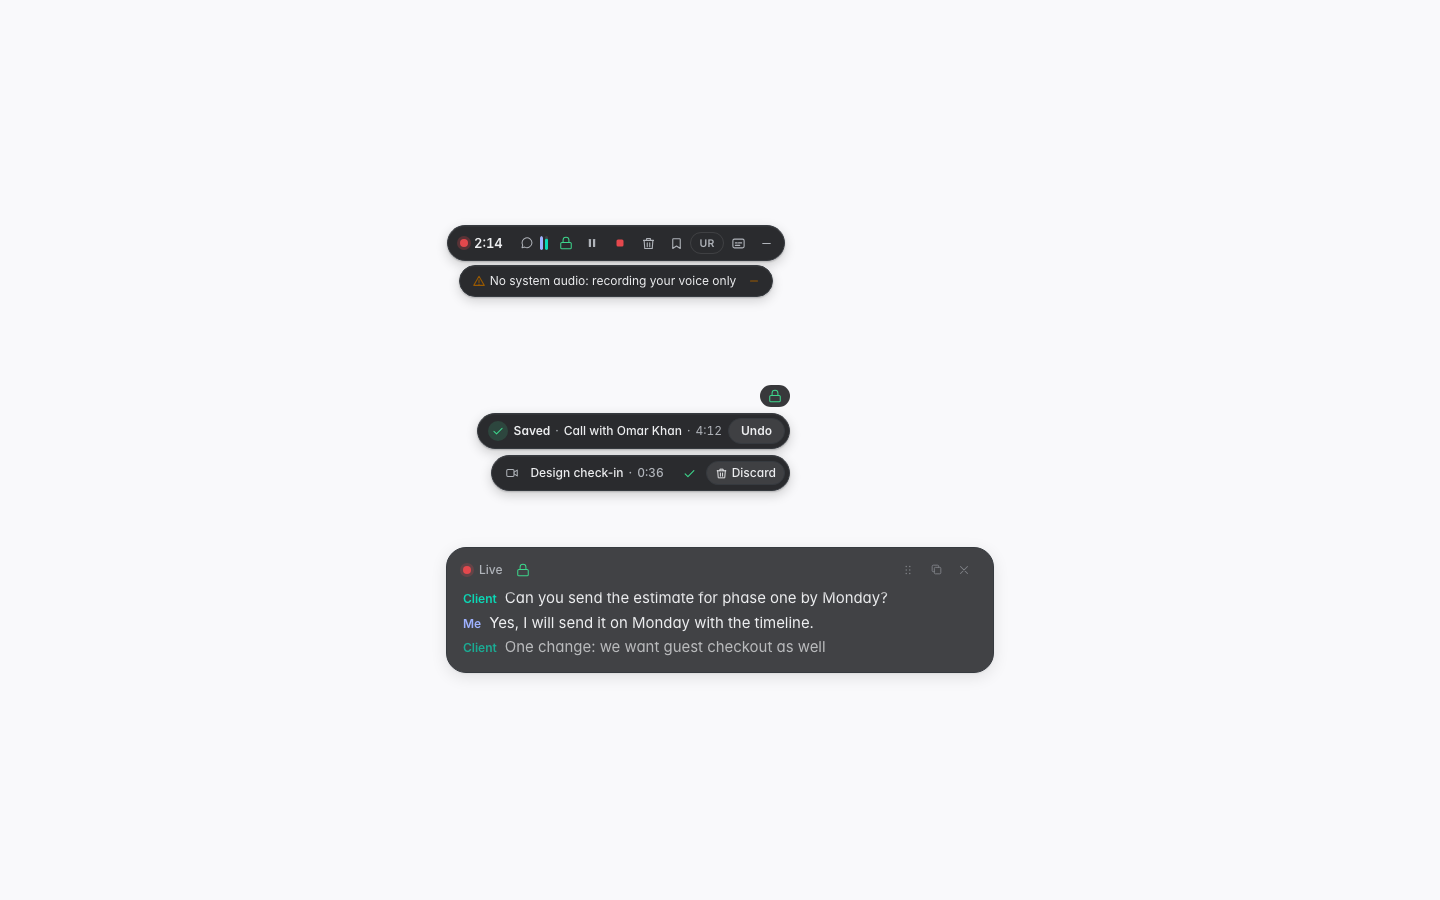 2:14 UR
No system audio: recording your voice only
Saved · Call with Omar Khan · 4:12 Undo
Design check-in · 0:36 Discard
Live
Client Can you send the estimate for phase one by Monday?
Me Yes, I will send it on Monday with the timeline.
Client One change: we want guest checkout as well